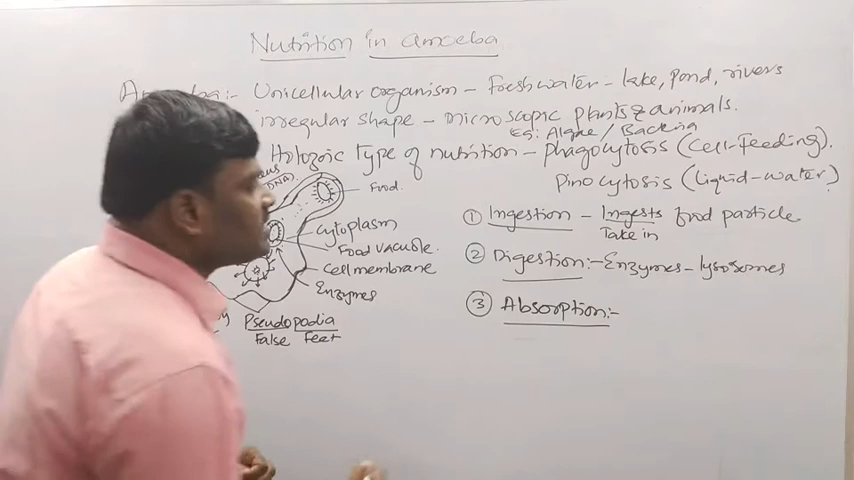 Nutrition in amoeba
Unicellular organism - freshwater - lake, pond, rivers
irregular shape - microscopic plants & animals.
Eg: Algae / Bactria
Holozoic type of nutrition - phagocytosis (Cell-Feeding).
Pinocytosis (Liquid-water)
DNA)
Food.
cytoplasm
Food vacuole.
Cell membrane
Enzymes
Pseudopodia
False Feet
① Ingestion - Ingests food particle
Take in
② Digestion:- Enzymes - lysosomes
③ Absorption:-